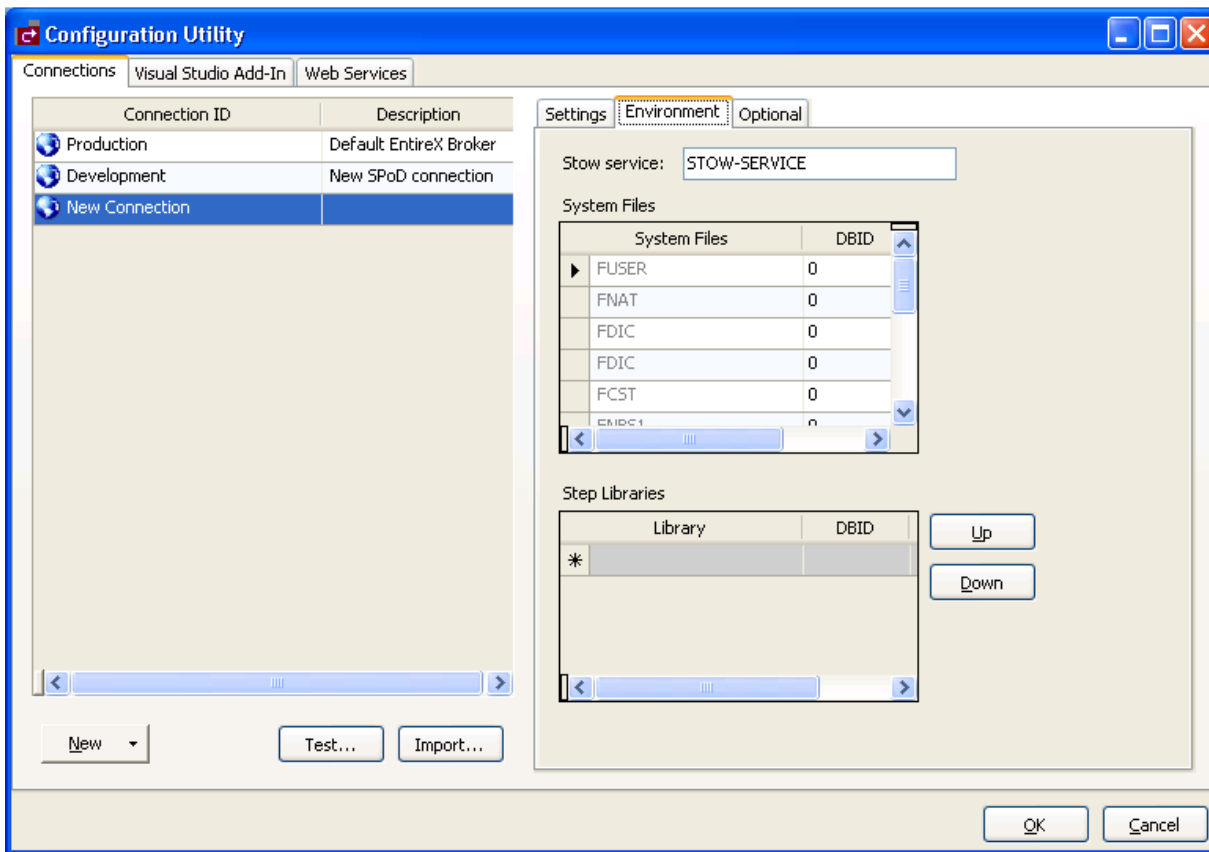 Configuration Utility
Connections Visual Studio Add-In Web Services
Connection ID Description
Production Default EntireX Broker
Development New SPoD connection
New Connection
New Test... Import...
Settings Environment Optional
Stow service: STOW-SERVICE
System Files
System Files DBID
FUSER 0
FNAT 0
FDIC 0
FDIC 0
FCST 0
Step Libraries
Library DBID
*
Up
Down
OK Cancel